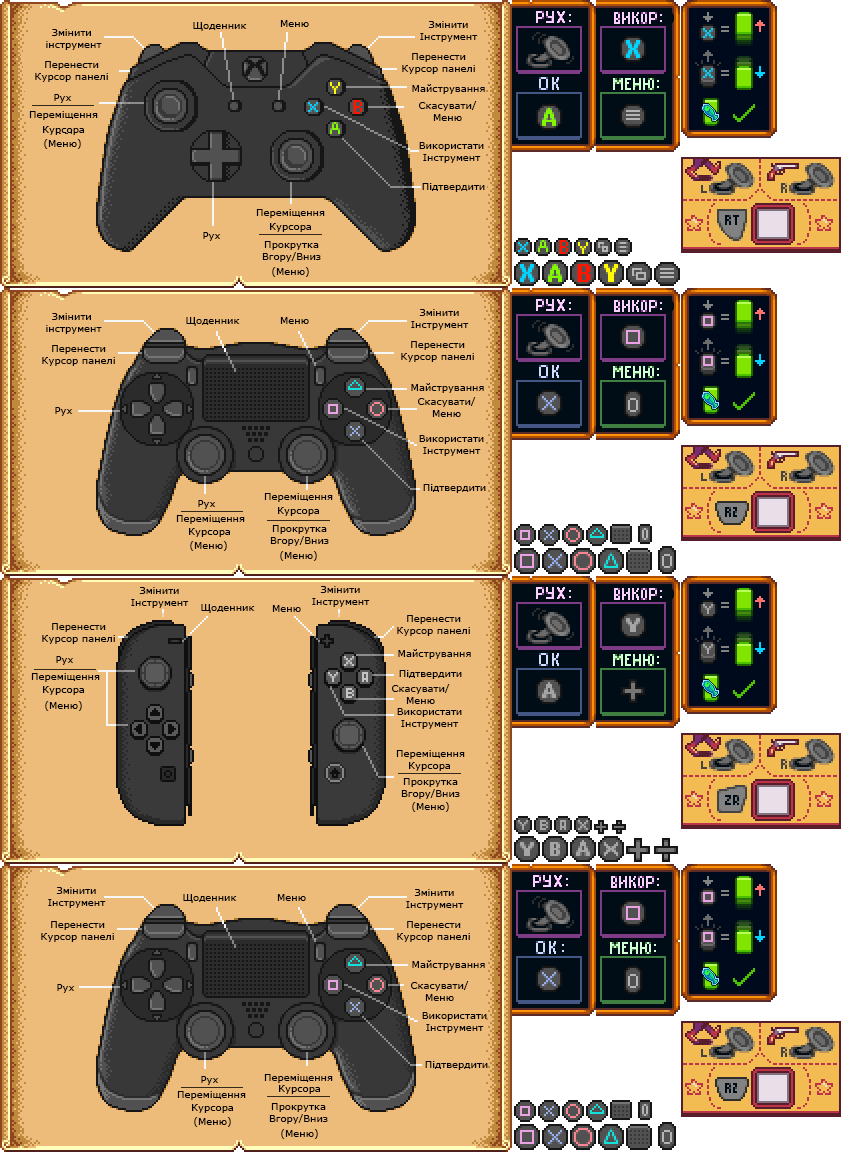 Щоденник
Меню
Змінити
інструмент
Змінити
Інструмент
Перенести
Курсор панелі
Перенести
Курсор панелі
Рух
Переміщення
Курсора
(Меню)
Y
X
B
A
Майстрування
Скасувати/
Меню
Використати
Інструмент
Підтвердити
Рух
Переміщення
Курсора
Прокрутка
Вгору/Вниз
(Меню)
РУХ:
ВИКОР:
X
ОК
МЕНЮ:
A
X
=
X
=
L
R
RT
X A B Y
X A B Y
Змінити
інструмент
Щоденник
Меню
Змінити
Інструмент
Перенести
Курсор панелі
Перенести
Курсор панелі
Рух
Майстрування
Скасувати/
Меню
Використати
Інструмент
Підтвердити
Рух
Переміщення
Курсора
(Меню)
Переміщення
Курсора
Прокрутка
Вгору/Вниз
(Меню)
РУХ:
ВИКОР:
ОК
МЕНЮ:
=
=
L
R
R2
Змінити
Інструмент
Щоденник
Меню
Змінити
Інструмент
Перенести
Курсор панелі
Перенести
Курсор панелі
Рух
Переміщення
Курсора
(Меню)
X
Y
A
B
Майстрування
Підтвердити
Скасувати/
Меню
Використати
Інструмент
Переміщення
Курсора
Прокрутка
Вгору/Вниз
(Меню)
РУХ:
ВИКОР:
Y
ОК
МЕНЮ:
A
+
Y
=
Y
=
L
R
ZR
Y B A X
Y B A X
Змінити
Інструмент
Щоденник
Меню
Змінити
Інструмент
Перенести
Курсор панелі
Перенести
Курсор панелі
Рух
Майстрування
Скасувати/
Меню
Використати
Інструмент
Підтвердити
Рух
Переміщення
Курсора
(Меню)
Переміщення
Курсора
Прокрутка
Вгору/Вниз
(Меню)
РУХ:
ВИКОР:
ОК:
МЕНЮ:
=
=
L
R
R2